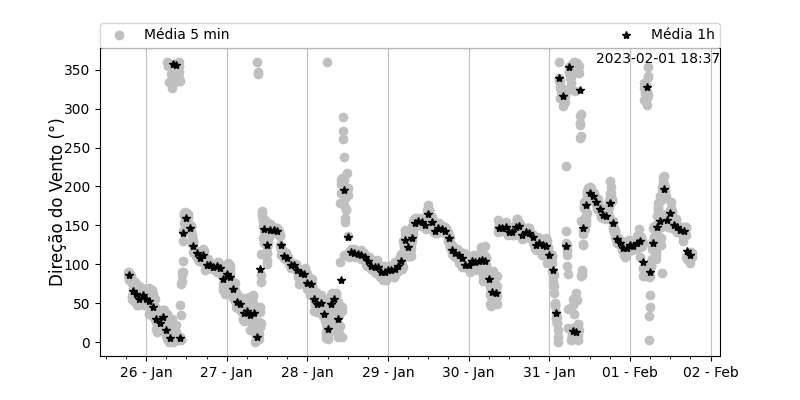 Média 5 min
Média 1h
2023-02-01 18:37
Direção do Vento (°)
350
300
250
200
150
100
50
0
26 - Jan
27 - Jan
28 - Jan
29 - Jan
30 - Jan
31 - Jan
01 - Feb
02 - Feb